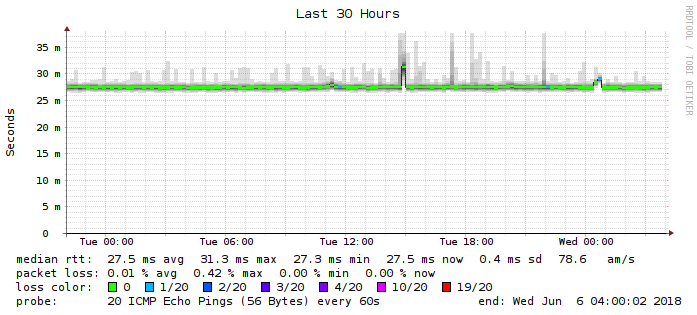 Last 30 Hours
RRDTOOL / TOBI OETIKER
Seconds
35 m
30 m
25 m
20 m
15 m
10 m
5 m
0
Tue 00:00 Tue 06:00 Tue 12:00 Tue 18:00 Wed 00:00
median rtt: 27.5 ms avg 31.3 ms max 27.3 ms min 27.5 ms now 0.4 ms sd 78.6 am/s
packet loss: 0.01 % avg 0.42 % max 0.00 % min 0.00 % now
loss color: 0 1/20 2/20 3/20 4/20 10/20 19/20
probe: 20 ICMP Echo Pings (56 Bytes) every 60s end: Wed Jun 6 04:00:02 2018